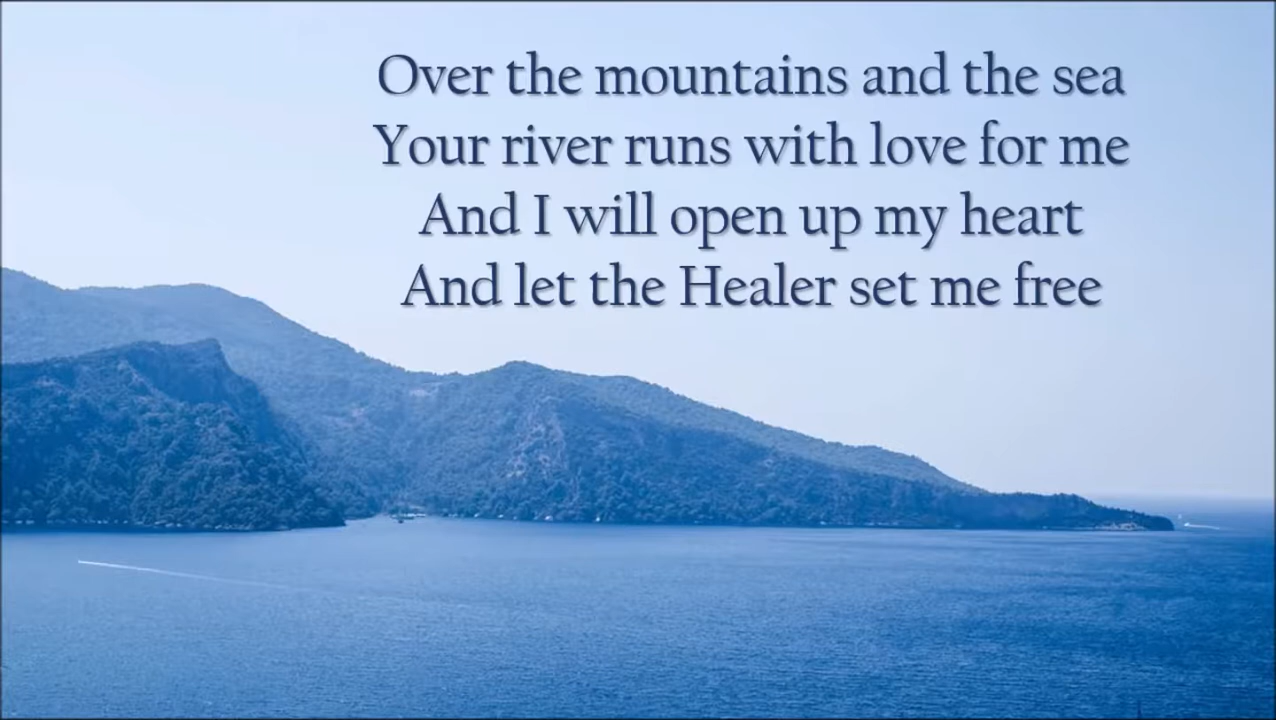 Over the mountains and the sea
Your river runs with love for me
And I will open up my heart
And let the Healer set me free